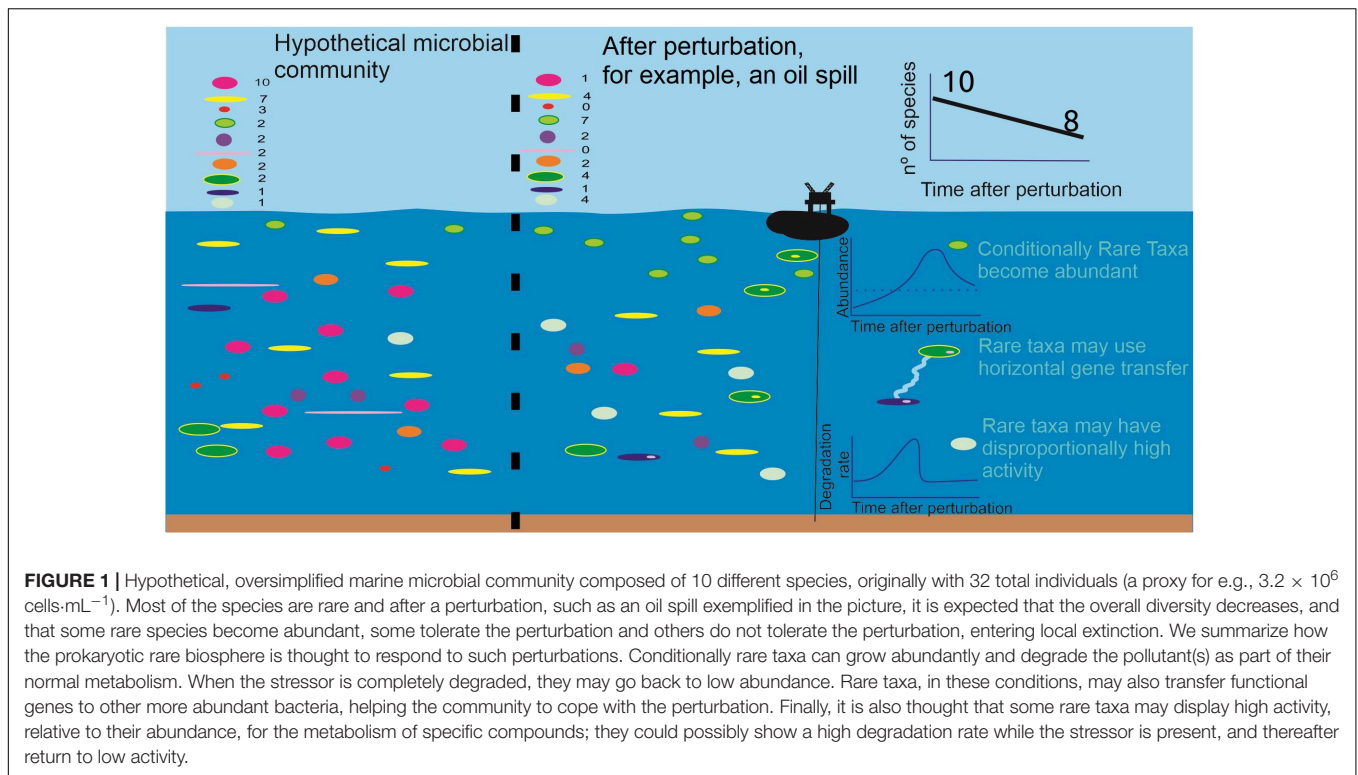 Hypothetical microbial
community
10
7
3
2
2
2
2
2
1
1
After perturbation,
for example, an oil spill
1
4
0
7
2
0
2
4
1
4
nº of species
10
8
Time after perturbation
Abundance
Time after perturbation
Conditionally Rare Taxa
become abundant
Rare taxa may use
horizontal gene transfer
Rare taxa may have
disproportionally high
activity
Degradation
rate
Time after perturbation
FIGURE 1 | Hypothetical, oversimplified marine microbial community composed of 10 different species, originally with 32 total individuals (a proxy for e.g., 3.2 × 10⁶
cells·mL⁻¹). Most of the species are rare and after a perturbation, such as an oil spill exemplified in the picture, it is expected that the overall diversity decreases, and
that some rare species become abundant, some tolerate the perturbation and others do not tolerate the perturbation, entering local extinction. We summarize how
the prokaryotic rare biosphere is thought to respond to such perturbations. Conditionally rare taxa can grow abundantly and degrade the pollutant(s) as part of their
normal metabolism. When the stressor is completely degraded, they may go back to low abundance. Rare taxa, in these conditions, may also transfer functional
genes to other more abundant bacteria, helping the community to cope with the perturbation. Finally, it is also thought that some rare taxa may display high activity,
relative to their abundance, for the metabolism of specific compounds; they could possibly show a high degradation rate while the stressor is present, and thereafter
return to low activity.